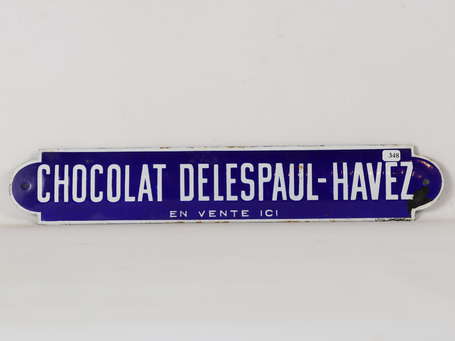 348
CHOCOLAT DELESPAUL-HAVEZ
EN VENTE ICI